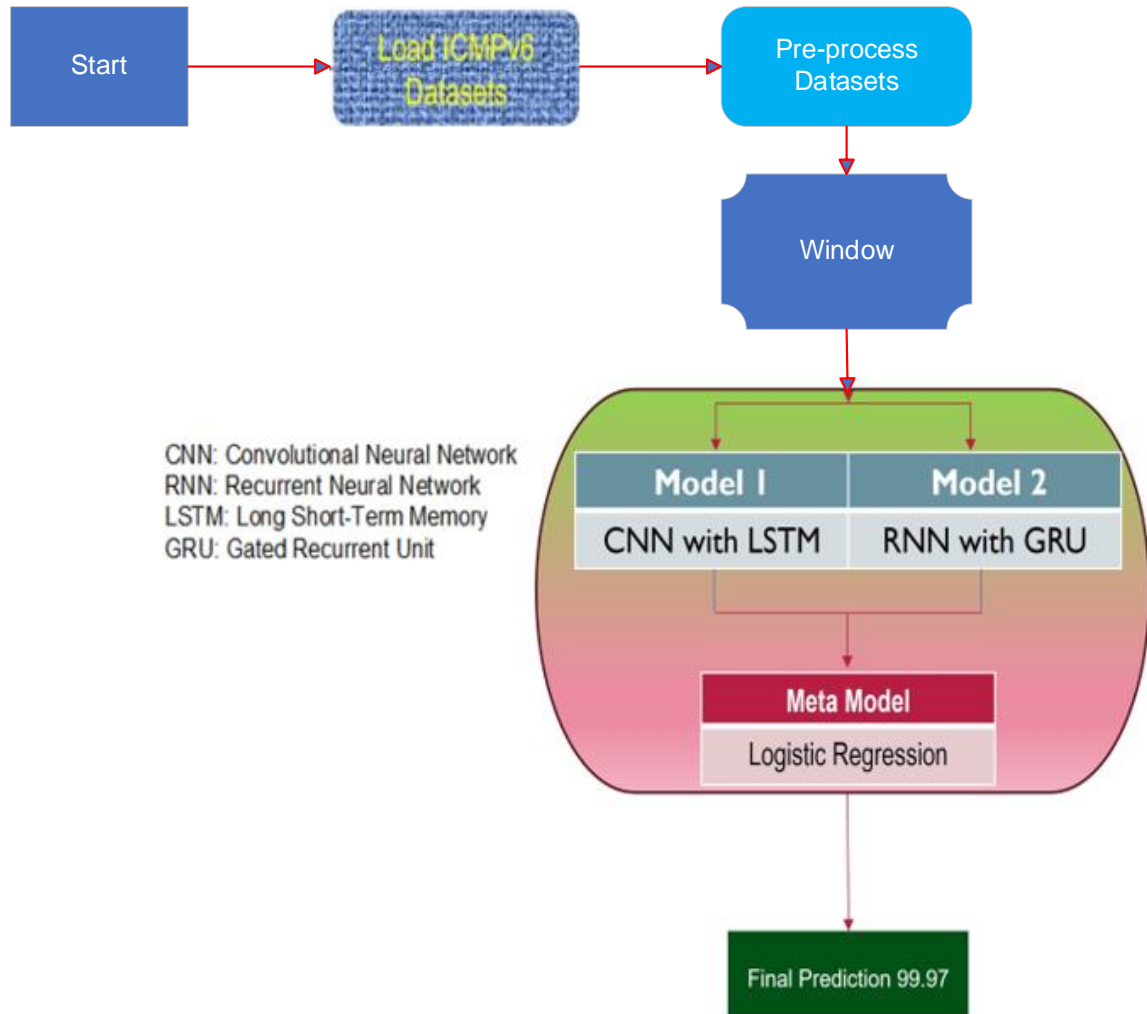 Start
Load ICMPv6
Datasets
Pre-process
Datasets
Window
CNN: Convolutional Neural Network
RNN: Recurrent Neural Network
LSTM: Long Short-Term Memory
GRU: Gated Recurrent Unit
Model 1
Model 2
CNN with LSTM
RNN with GRU
Meta Model
Logistic Regression
Final Prediction 99.97